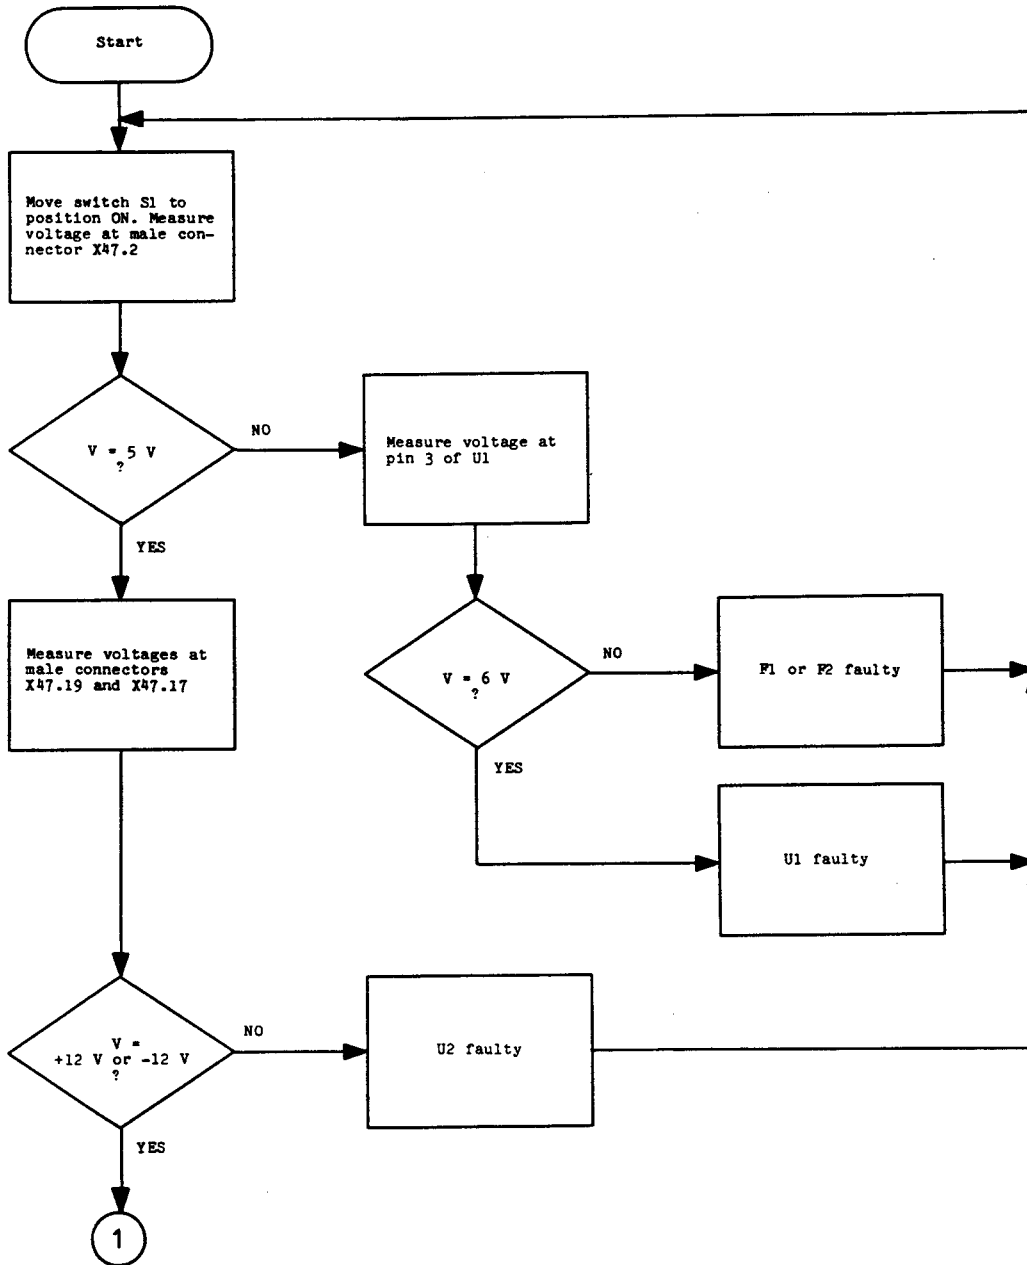 Start
Move switch S1 to
position ON. Measure
voltage at male con-
nector X47.2
V = 5 V
?
NO
YES
Measure voltage at
pin 3 of U1
Measure voltages at
male connectors
X47.19 and X47.17
V = 6 V
?
NO
YES
F1 or F2 faulty
U1 faulty
V =
+12 V or -12 V
?
NO
YES
U2 faulty
1